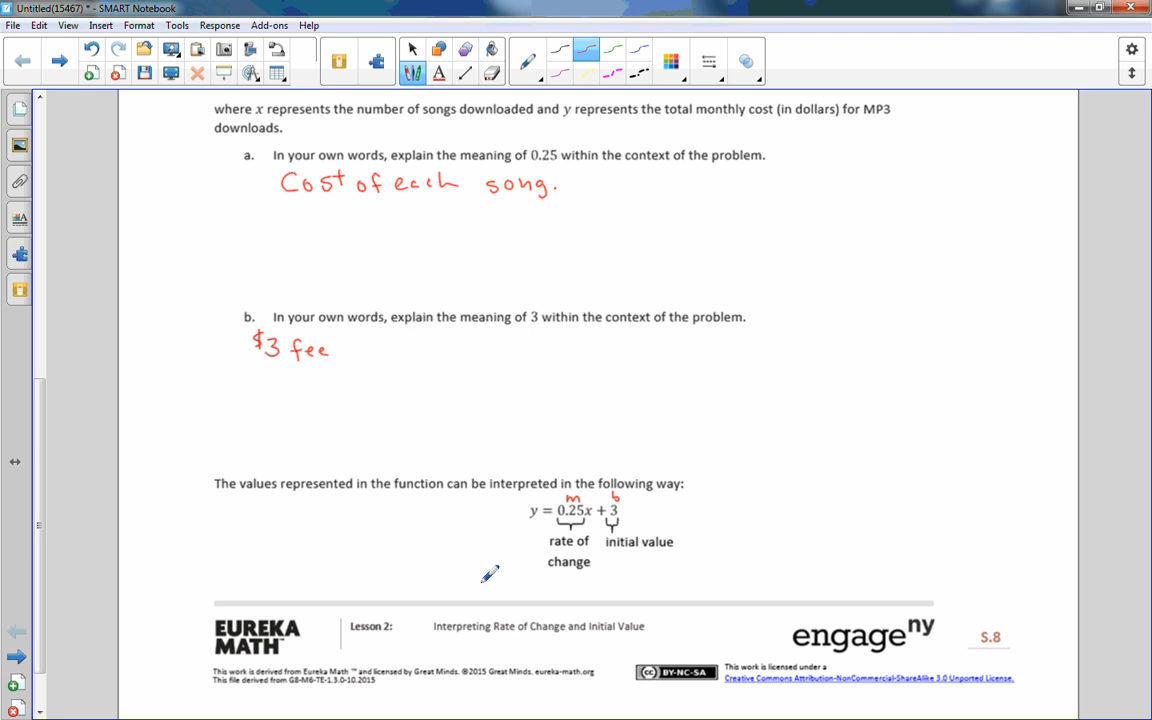 Untitled(15467) * - SMART Notebook
File Edit View Insert Format Tools Response Add-ons Help
where x represents the number of songs downloaded and y represents the total monthly cost (in dollars) for MP3
downloads.
a. In your own words, explain the meaning of 0.25 within the context of the problem.
Cost of each song.
b. In your own words, explain the meaning of 3 within the context of the problem.
$3 fee
The values represented in the function can be interpreted in the following way:
m b
y = 0.25x + 3
rate of initial value
change
EUREKA
MATH™
Lesson 2: Interpreting Rate of Change and Initial Value
engage ny
S.8
This work is derived from Eureka Math ™ and licensed by Great Minds. ©2015 Great Minds. eureka-math.org
This file derived from G8-M6-TE-1.3.0-10.2015
(cc) BY-NC-SA
This work is licensed under a
Creative Commons Attribution-NonCommercial-ShareAlike 3.0 Unported License.